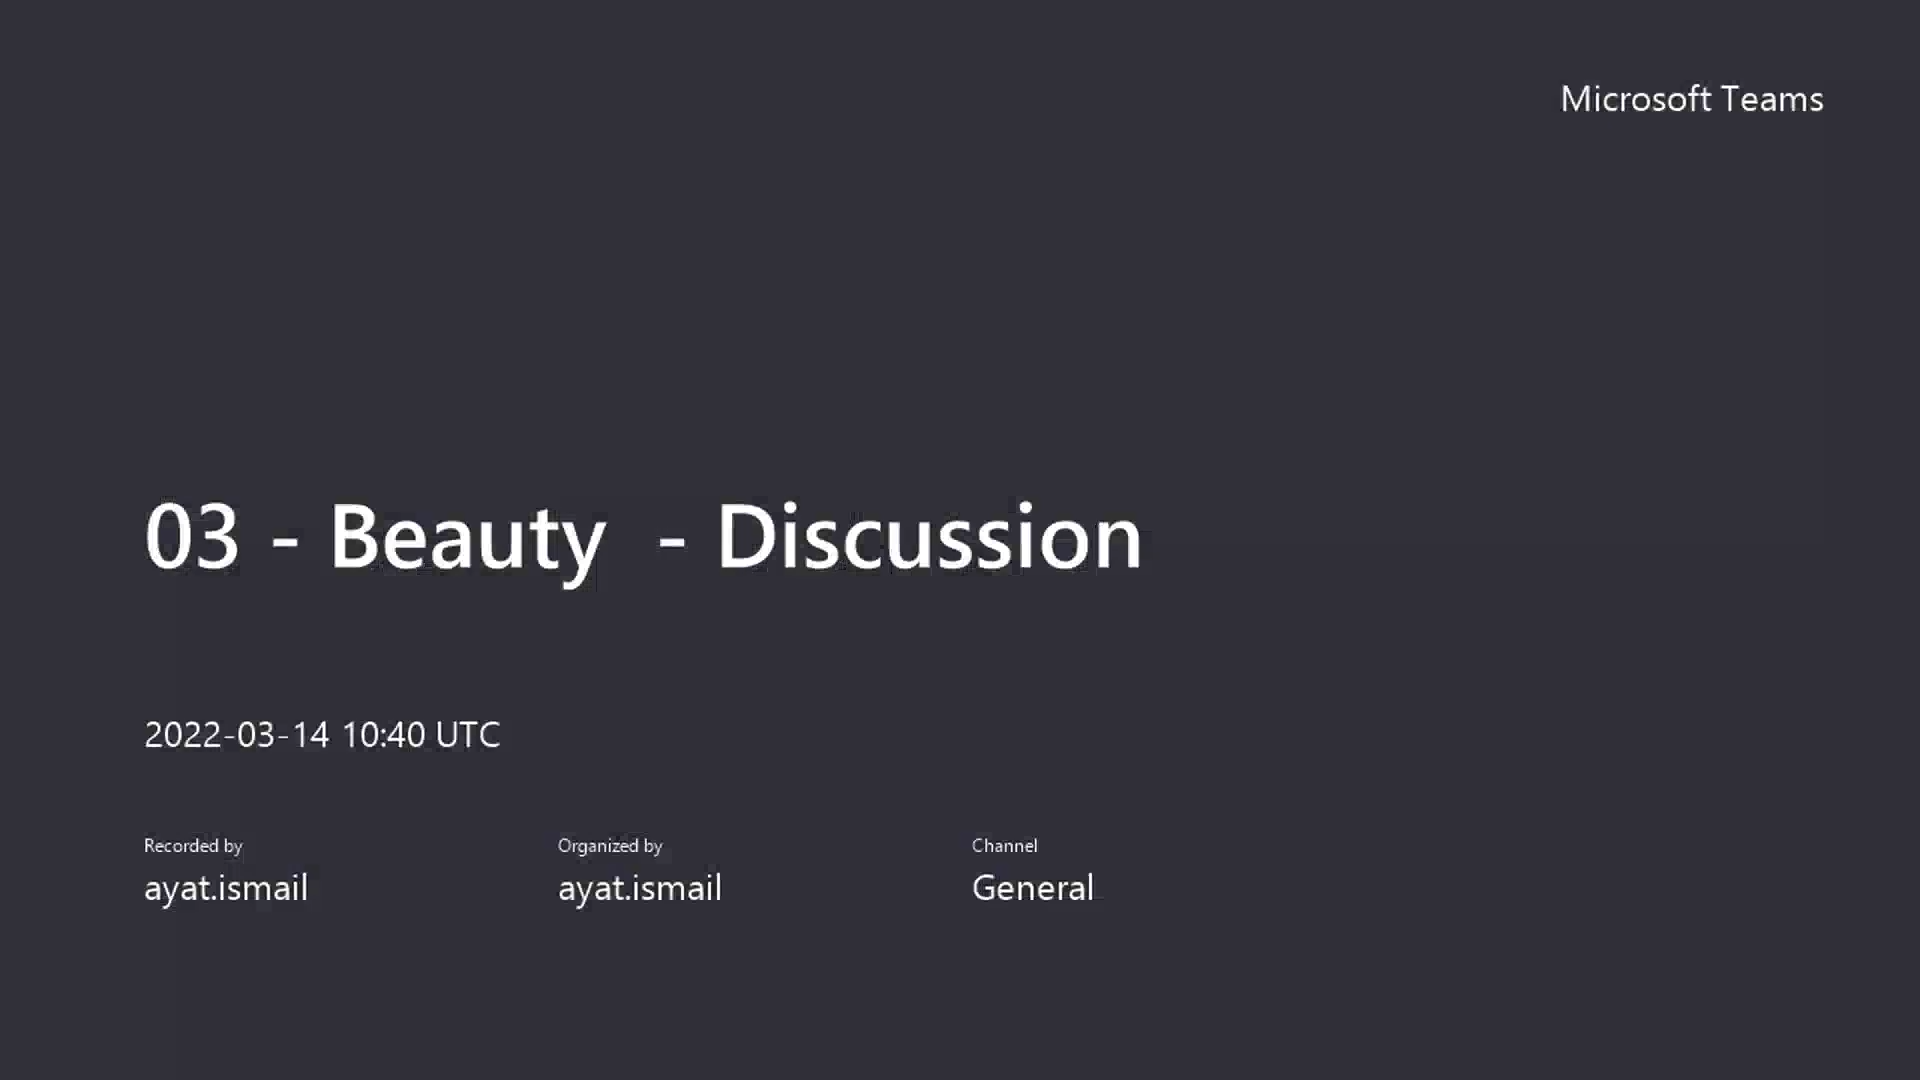 Microsoft Teams
03 - Beauty  - Discussion
2022-03-14 10:40 UTC
Recorded by
ayat.ismail
Organized by
ayat.ismail
Channel
General